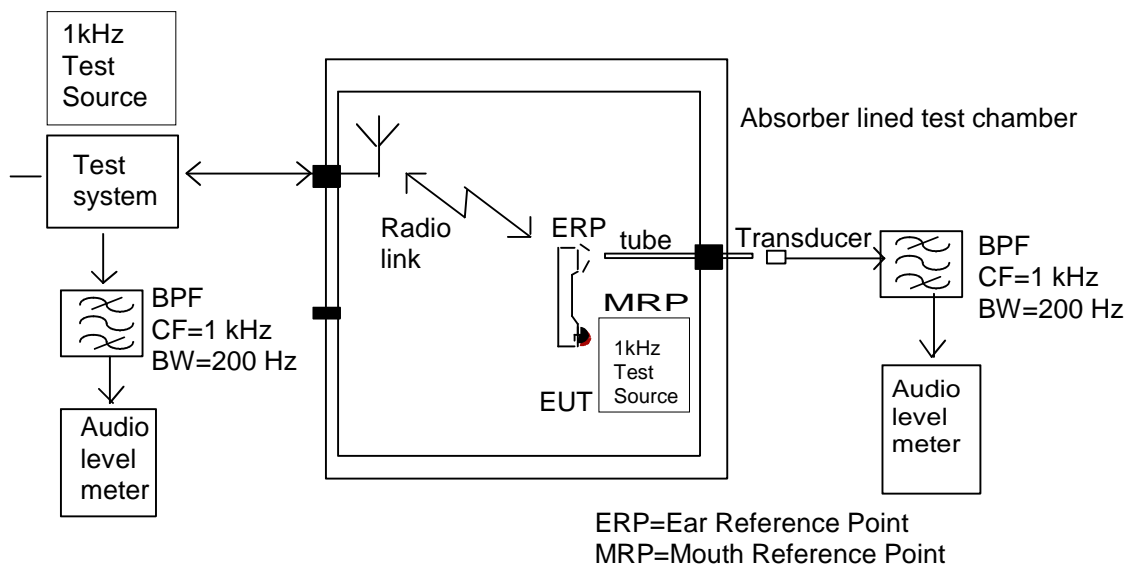 1kHz
Test
Source
Test
system
BPF
CF=1 kHz
BW=200 Hz
Audio
level
meter
Absorber lined test chamber
Radio
link
ERP
tube
Transducer
MRP
1kHz
Test
Source
EUT
BPF
CF=1 kHz
BW=200 Hz
Audio
level
meter
ERP=Ear Reference Point
MRP=Mouth Reference Point